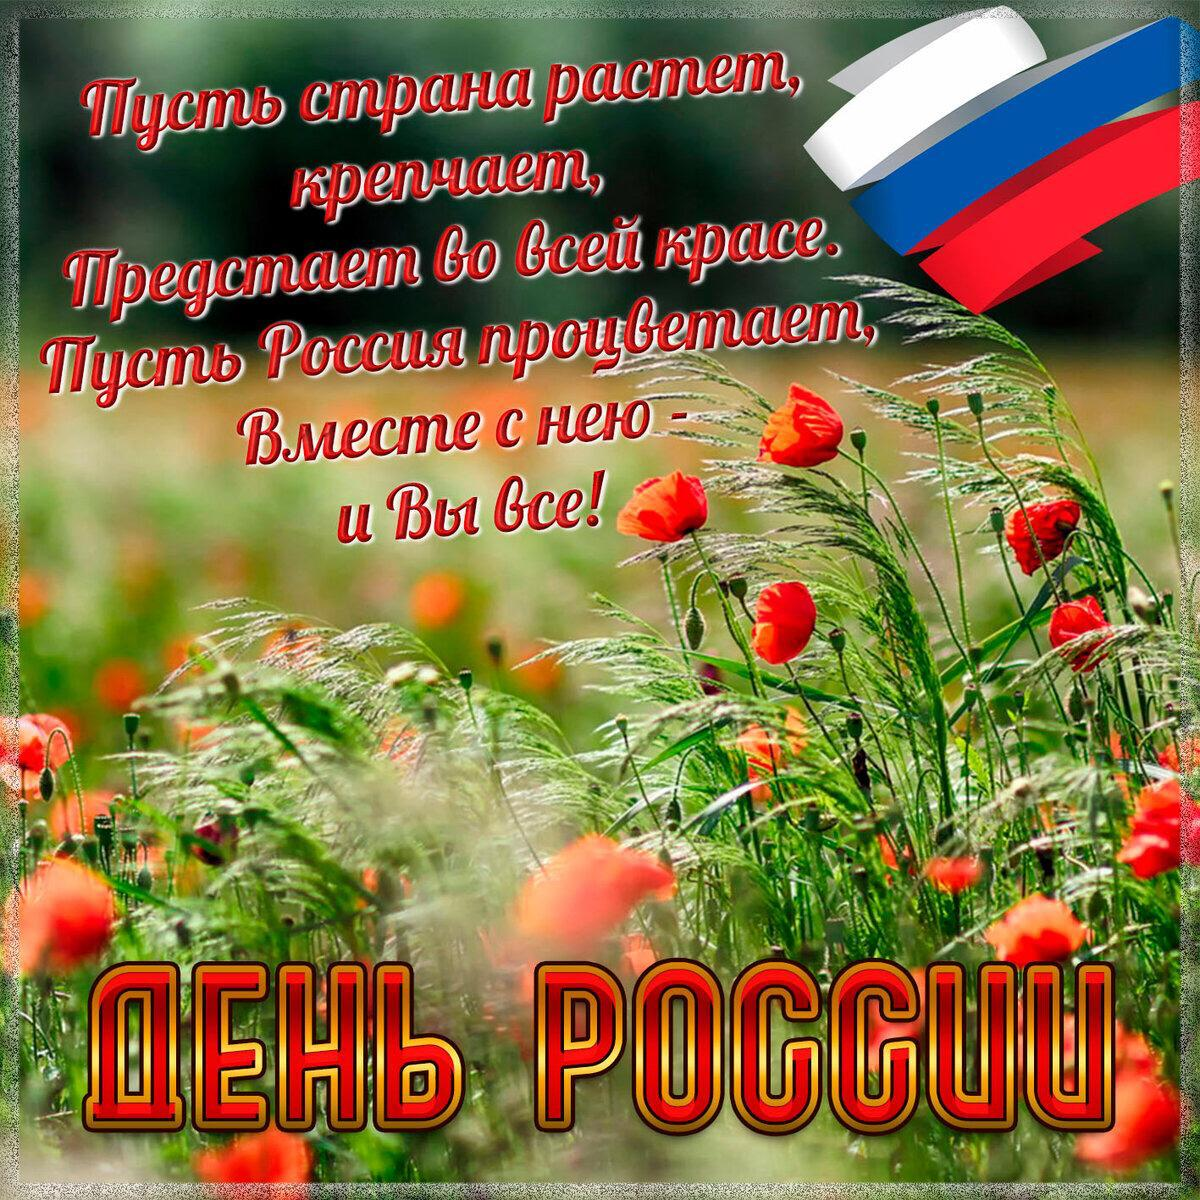 Пусть страна растет,
крепчает,
Предстает во всей красе.
Пусть Россия процветает,
Вместе с нею -
и Вы все!
ДЕНЬ РОССИИ